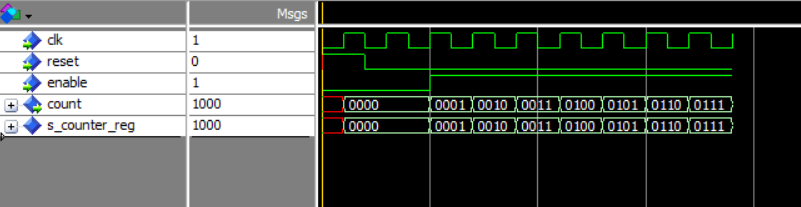 Msgs
clk 1
reset 0
enable 1
count 1000 0000 0001 0010 0011 0100 0101 0110 0111
s_counter_reg 1000 0000 0001 0010 0011 0100 0101 0110 0111